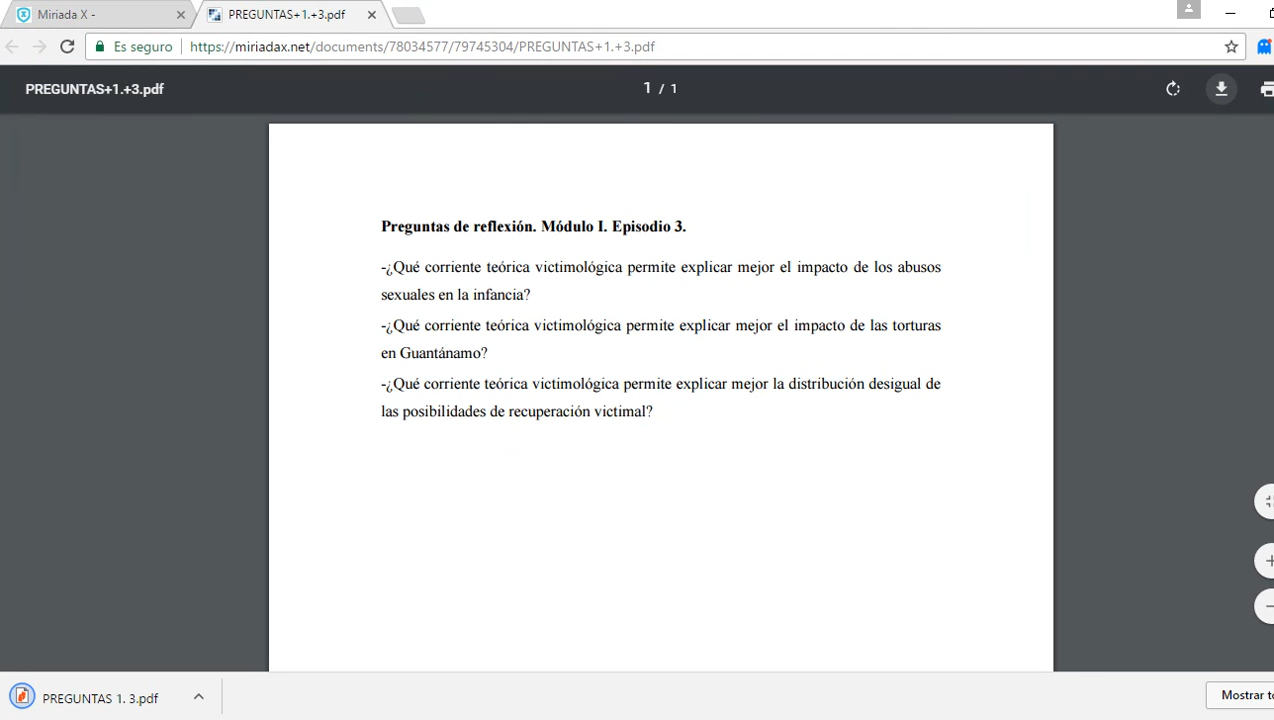 Miriada X -
PREGUNTAS+1.+3.pdf
Es seguro
https://miriadax.net/documents/78034577/79745304/PREGUNTAS+1.+3.pdf
PREGUNTAS+1.+3.pdf
1 / 1
Preguntas de reflexión. Módulo I. Episodio 3.
-¿Qué corriente teórica victimológica permite explicar mejor el impacto de los abusos
sexuales en la infancia?
-¿Qué corriente teórica victimológica permite explicar mejor el impacto de las torturas
en Guantánamo?
-¿Qué corriente teórica victimológica permite explicar mejor la distribución desigual de
las posibilidades de recuperación victimal?
PREGUNTAS 1. 3.pdf
Mostrar to